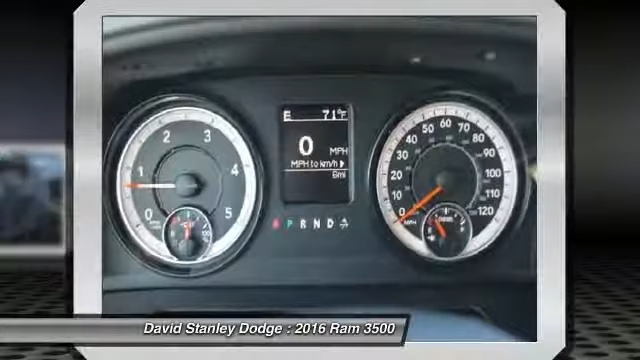 E 71°F
0 MPH
MPH to km/h
6mi
0 1 2 3 4 5
0 10 20 30 40 50 60 70 80 90 100 110 120
MPH
P R N D
David Stanley Dodge : 2016 Ram 3500